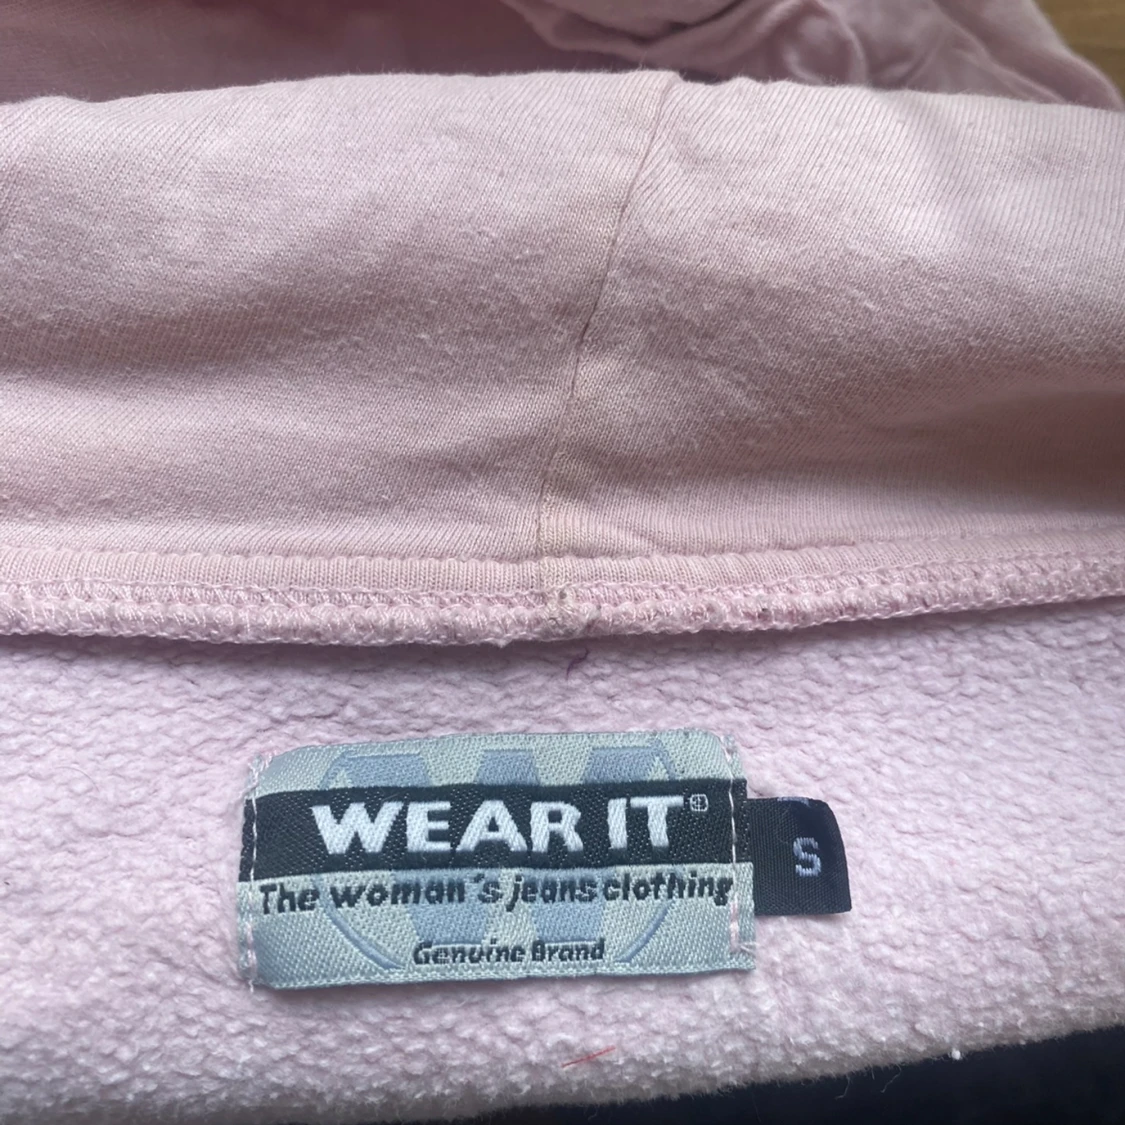 WEAR IT®
S
The woman's jeans clothing
Genuine Brand